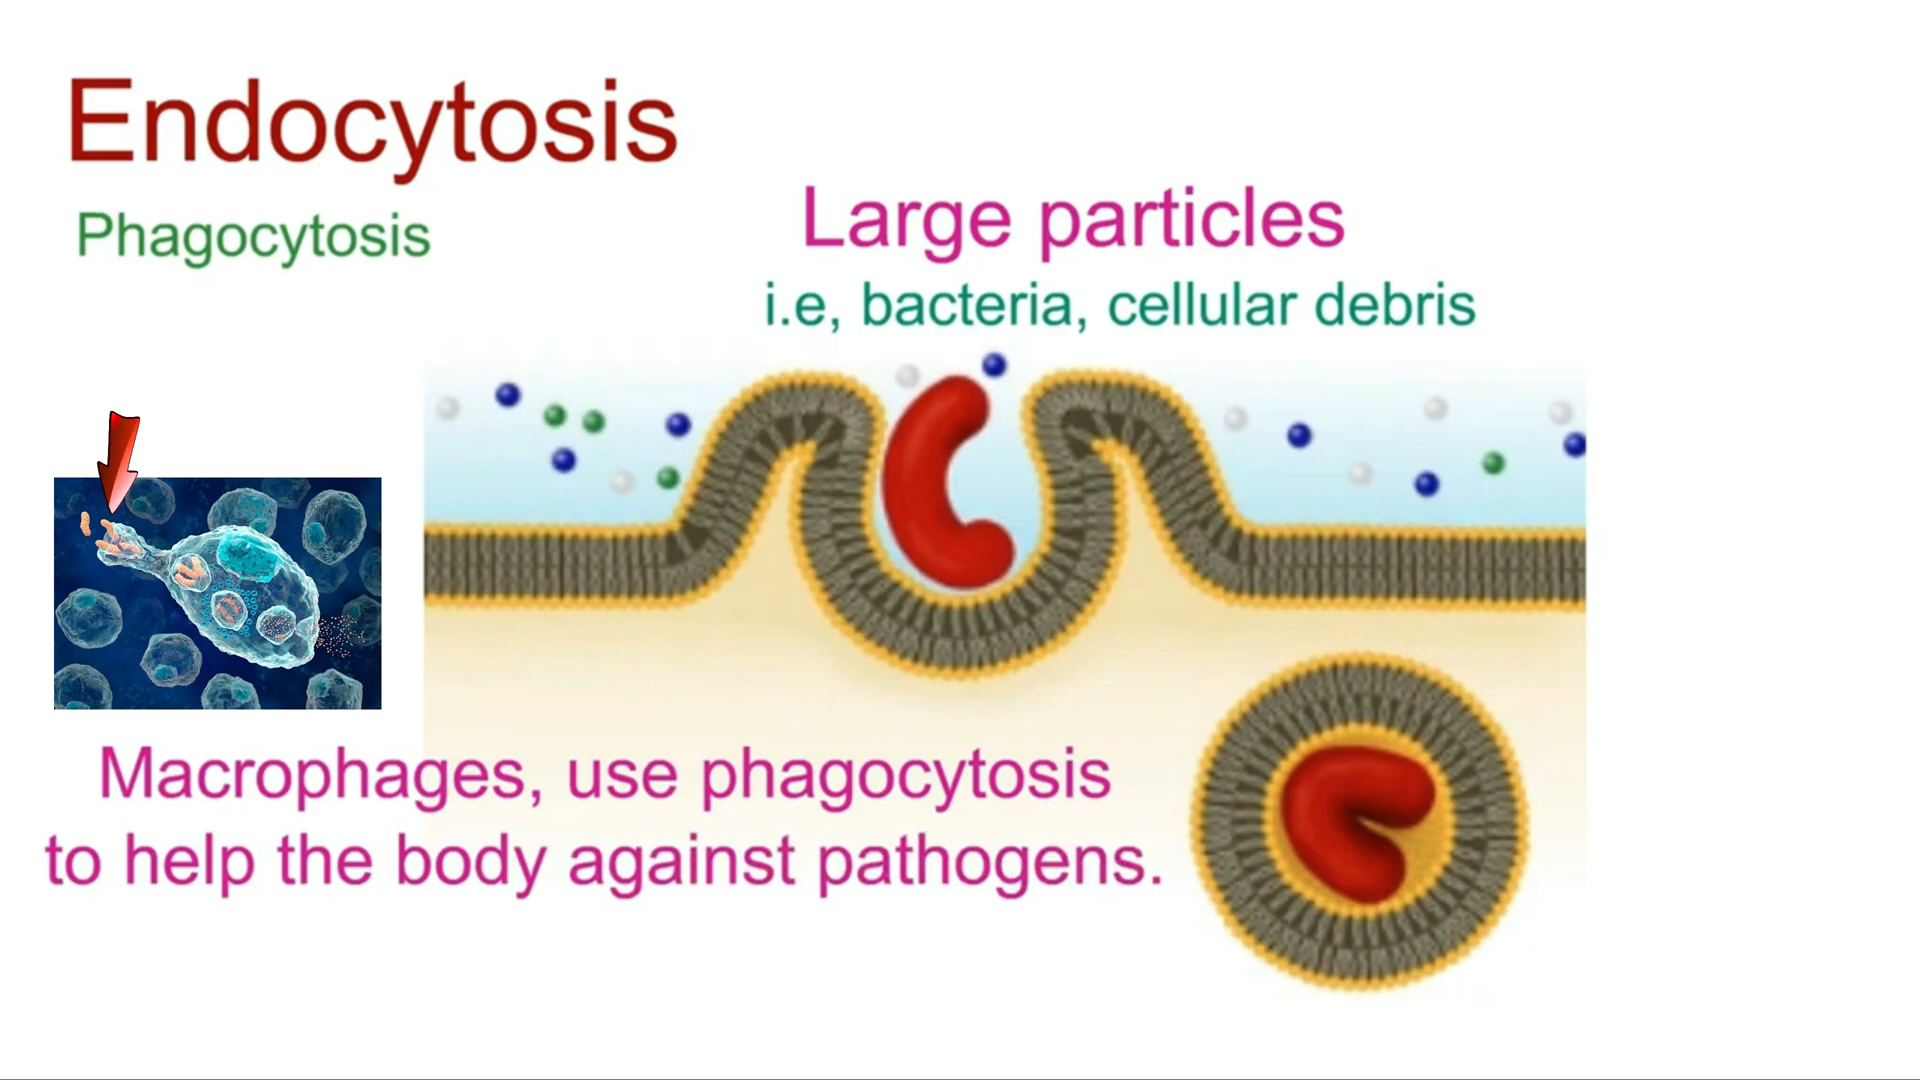 Endocytosis
Phagocytosis
Large particles
i.e, bacteria, cellular debris
Macrophages, use phagocytosis
to help the body against pathogens.